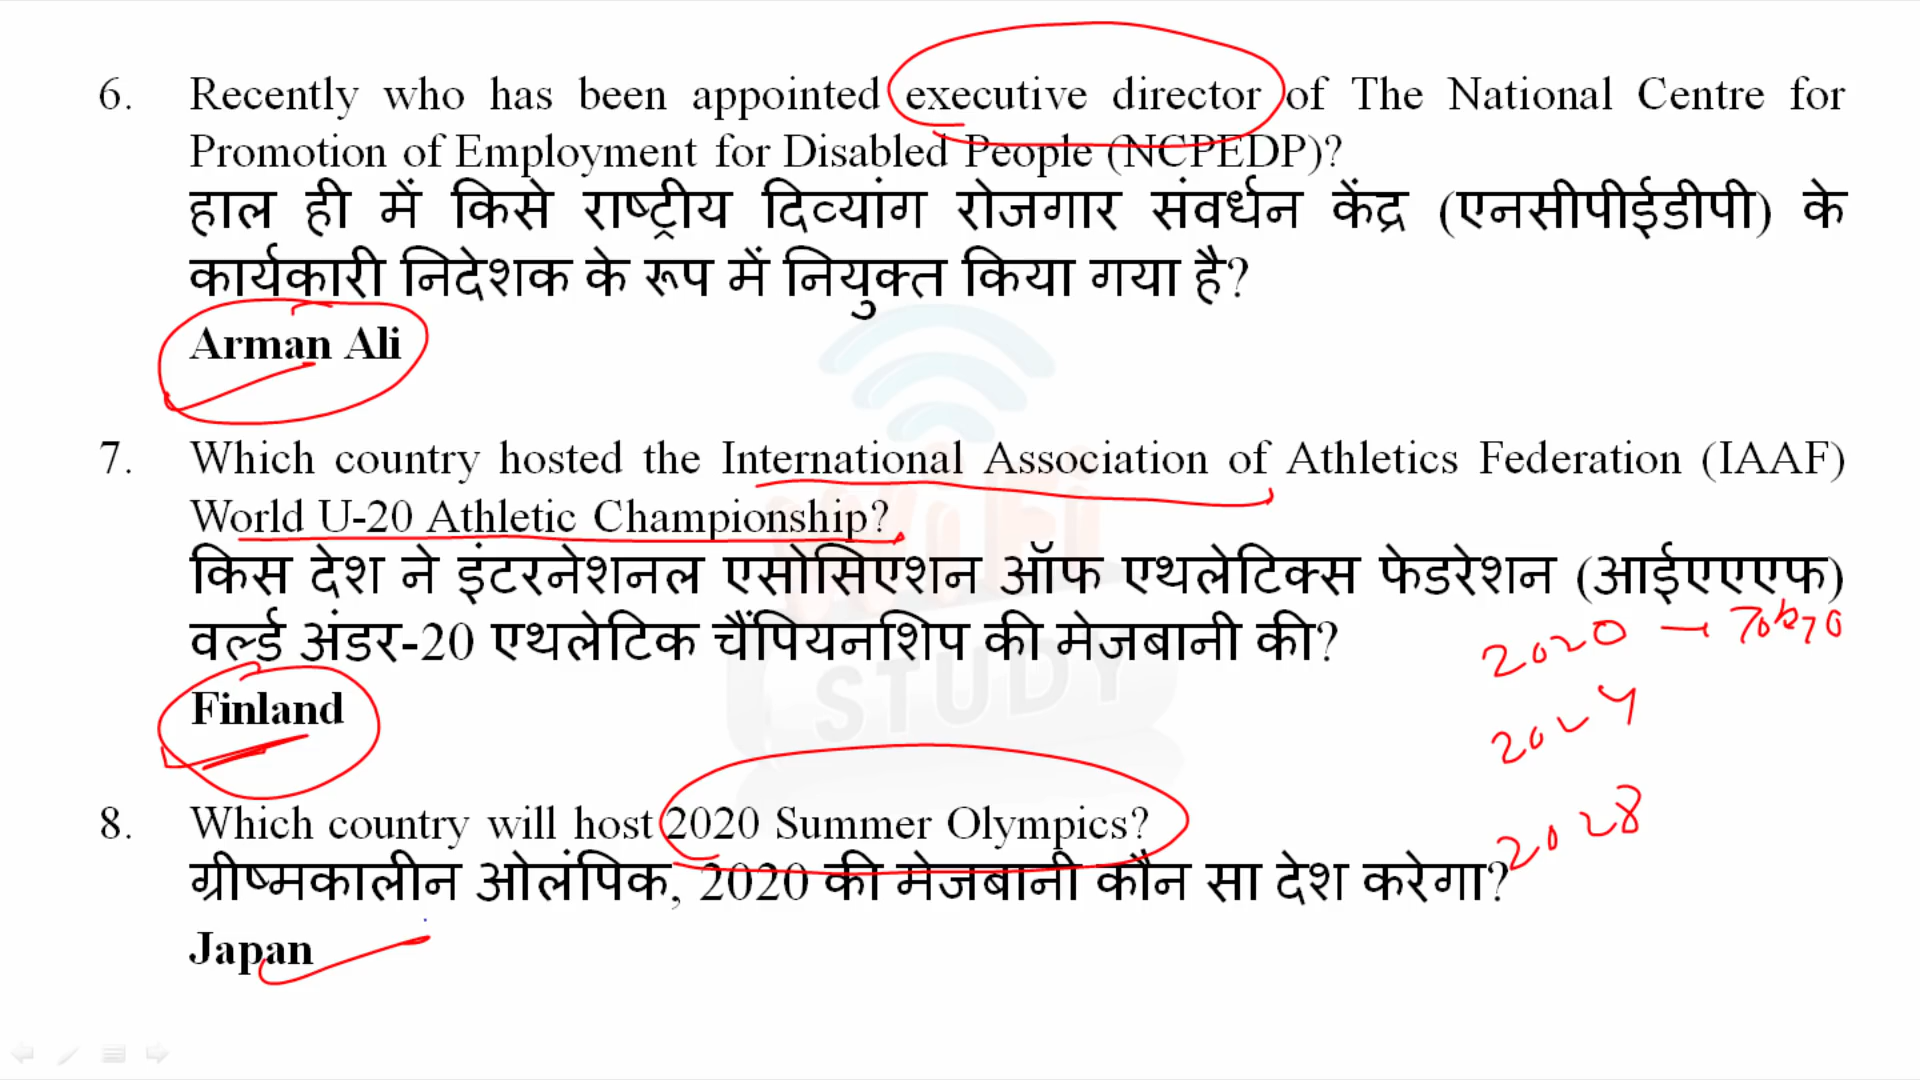 6. Recently who has been appointed executive director of The National Centre for
Promotion of Employment for Disabled People (NCPEDP)?
हाल ही में किसे राष्ट्रीय दिव्यांग रोजगार संवर्धन केंद्र (एनसीपीईडीपी) के
कार्यकारी निदेशक के रूप में नियुक्त किया गया है?
Arman Ali
7. Which country hosted the International Association of Athletics Federation (IAAF)
World U-20 Athletic Championship?
किस देश ने इंटरनेशनल एसोसिएशन ऑफ एथलेटिक्स फेडरेशन (आईएएएफ)
वर्ल्ड अंडर-20 एथलेटिक चैंपियनशिप की मेजबानी की?
2020 → Tokyo
Finland
2024
8. Which country will host 2020 Summer Olympics?
2028
ग्रीष्मकालीन ओलंपिक, 2020 की मेजबानी कौन सा देश करेगा?
Japan
WiFi
STUDY